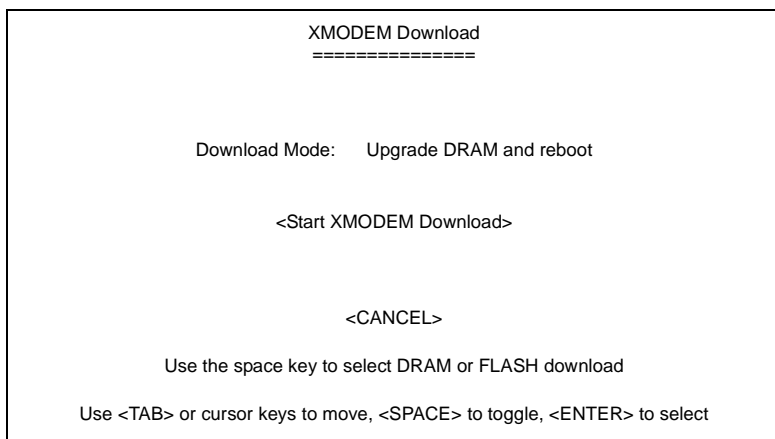 XMODEM Download
===============
Download Mode: Upgrade DRAM and reboot
<Start XMODEM Download>
<CANCEL>
Use the space key to select DRAM or FLASH download
Use <TAB> or cursor keys to move, <SPACE> to toggle, <ENTER> to select